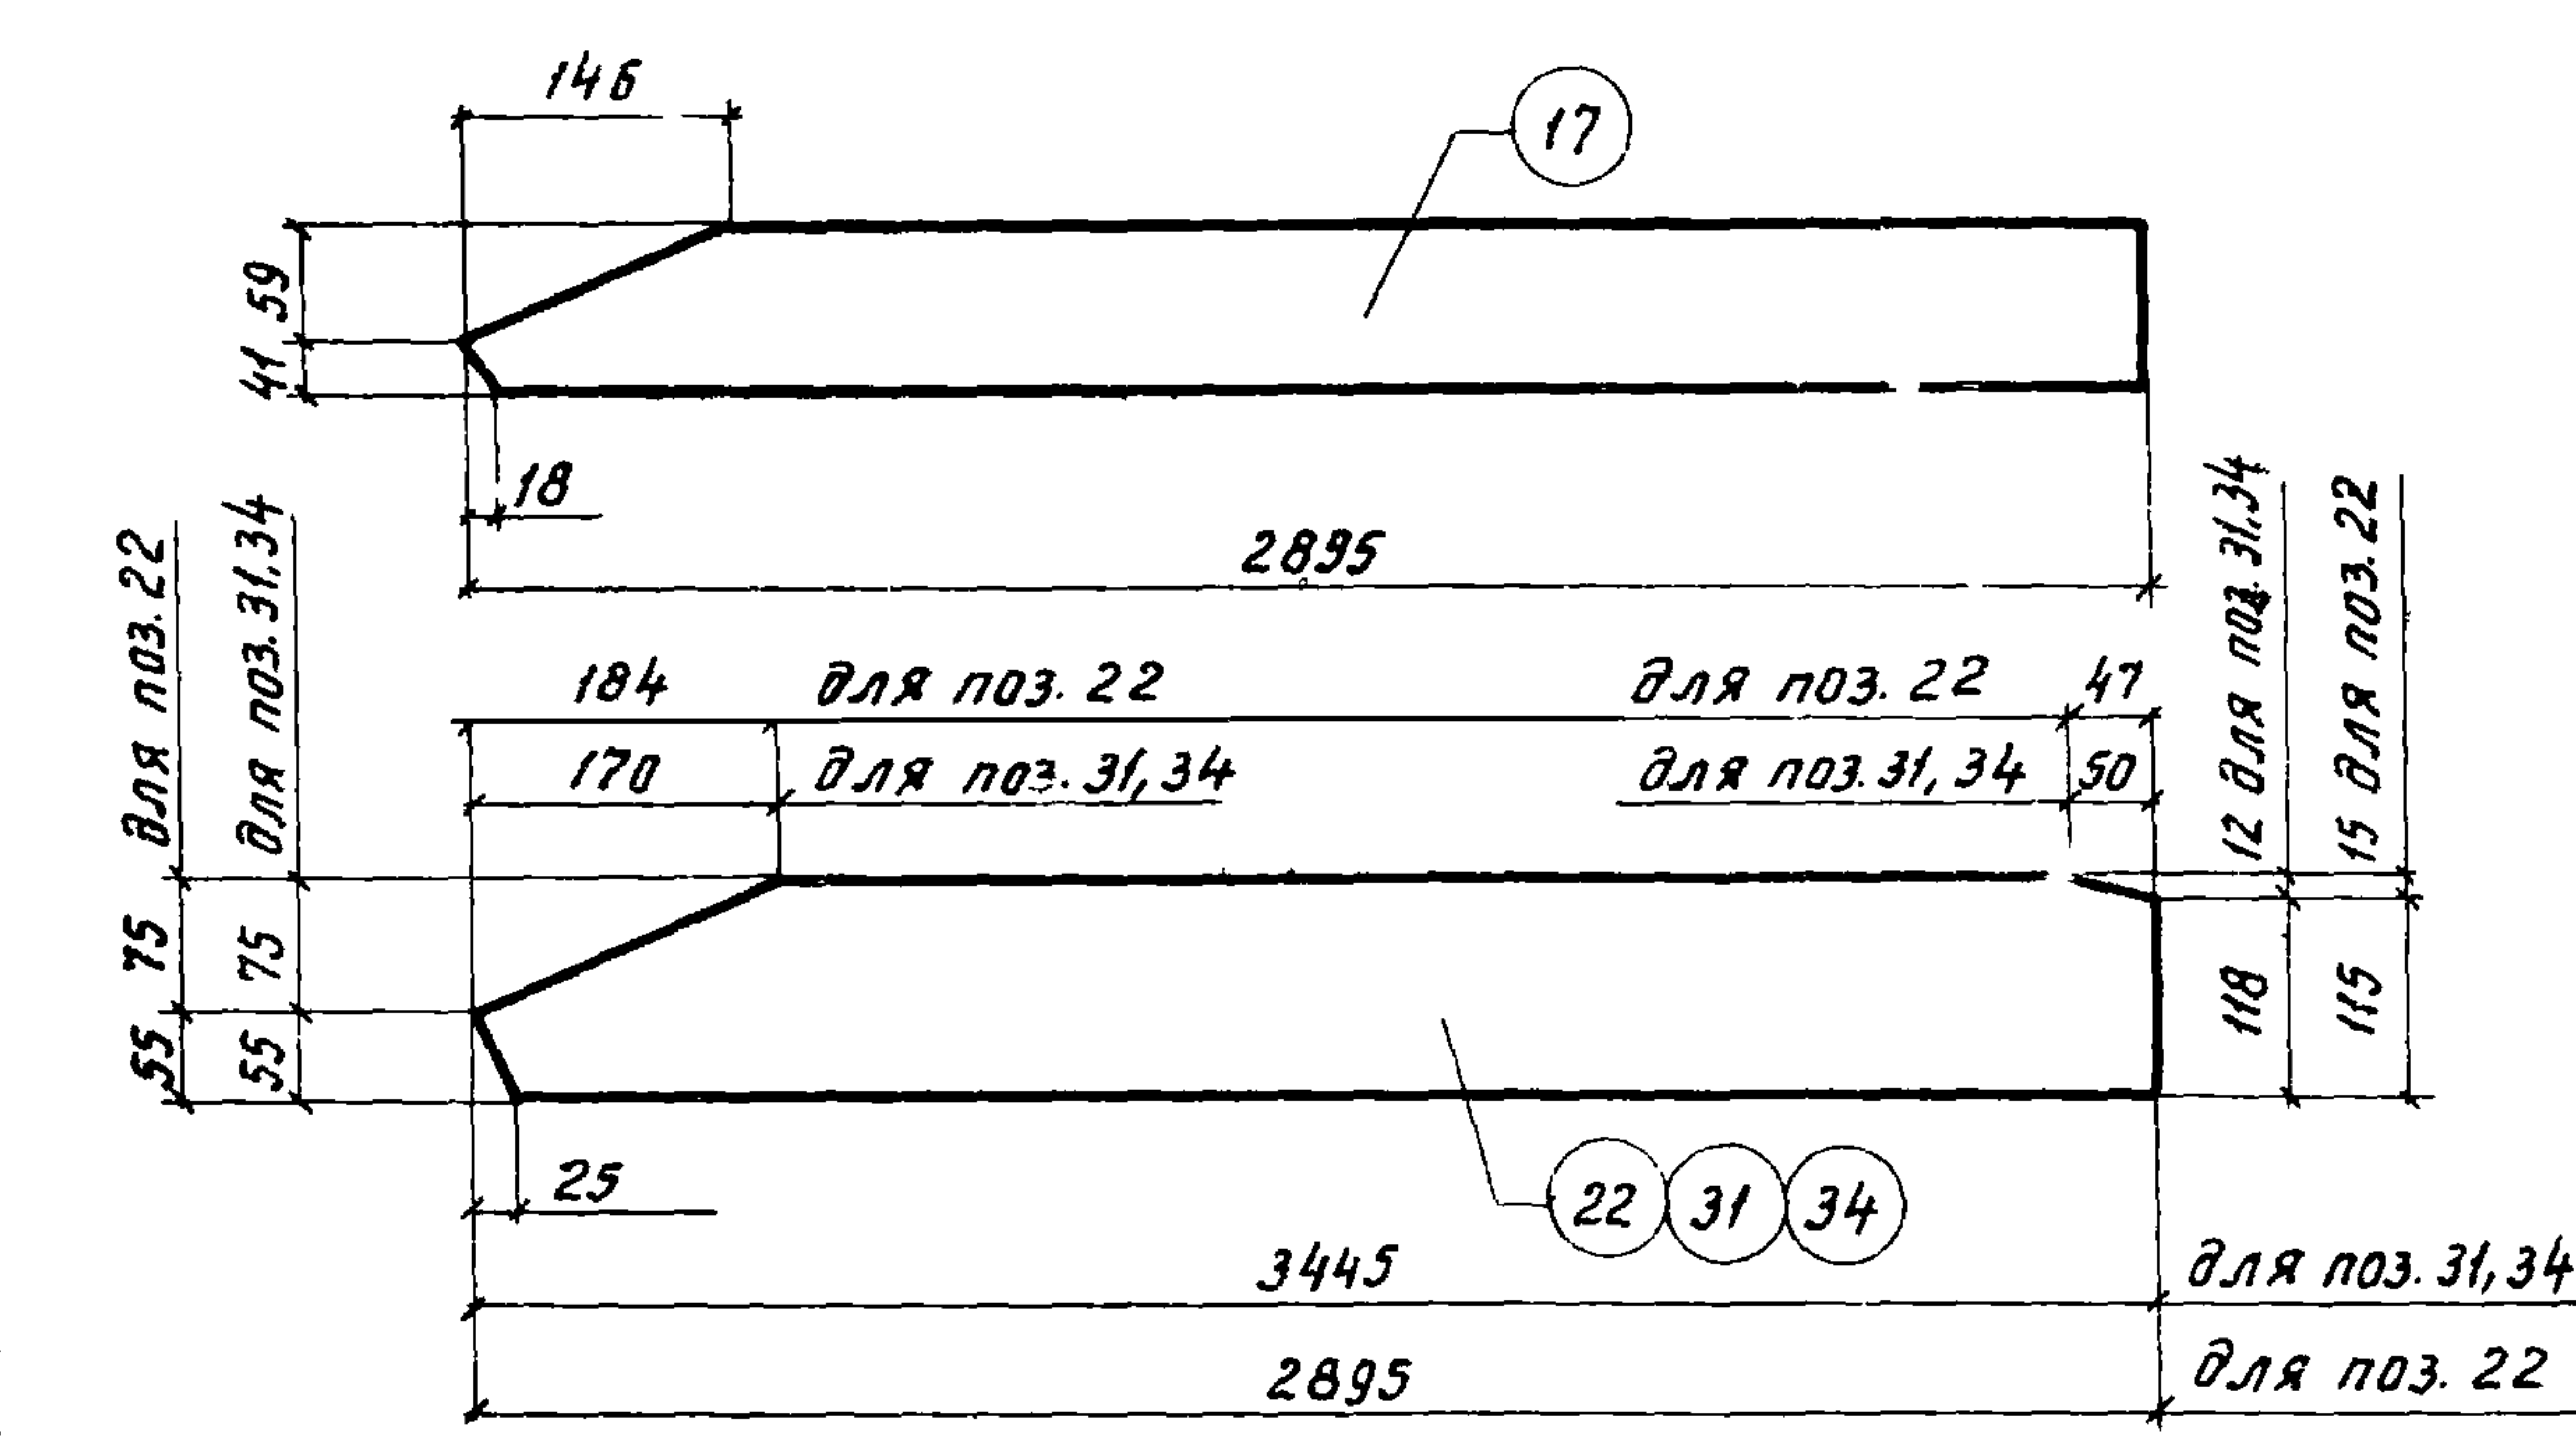 146
17
59
41
18
2895
для поз. 22
для поз. 31,34
12 для поз. 31,34
15 для поз. 22
184 для поз. 22
для поз. 22 47
170 для поз. 31,34
для поз. 31, 34 50
75
75
55
55
118
115
25
22 31 34
3445 для поз. 31,34
2895 для поз. 22